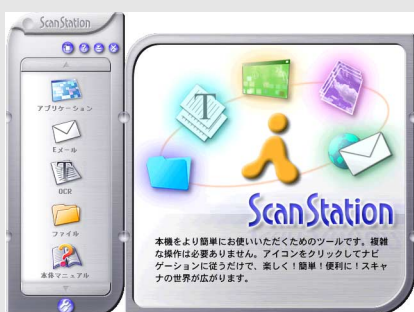 ScanStation
アプリケーション
Eメール
T
OCR
ファイル
本体マニュアル
T
ScanStation
本機をより簡単にお使いいただくためのツールです。複雑
な操作は必要ありません。アイコンをクリックしてナビ
ゲーションに従うだけで、楽しく！簡単！便利に！スキャ
ナの世界が広がります。